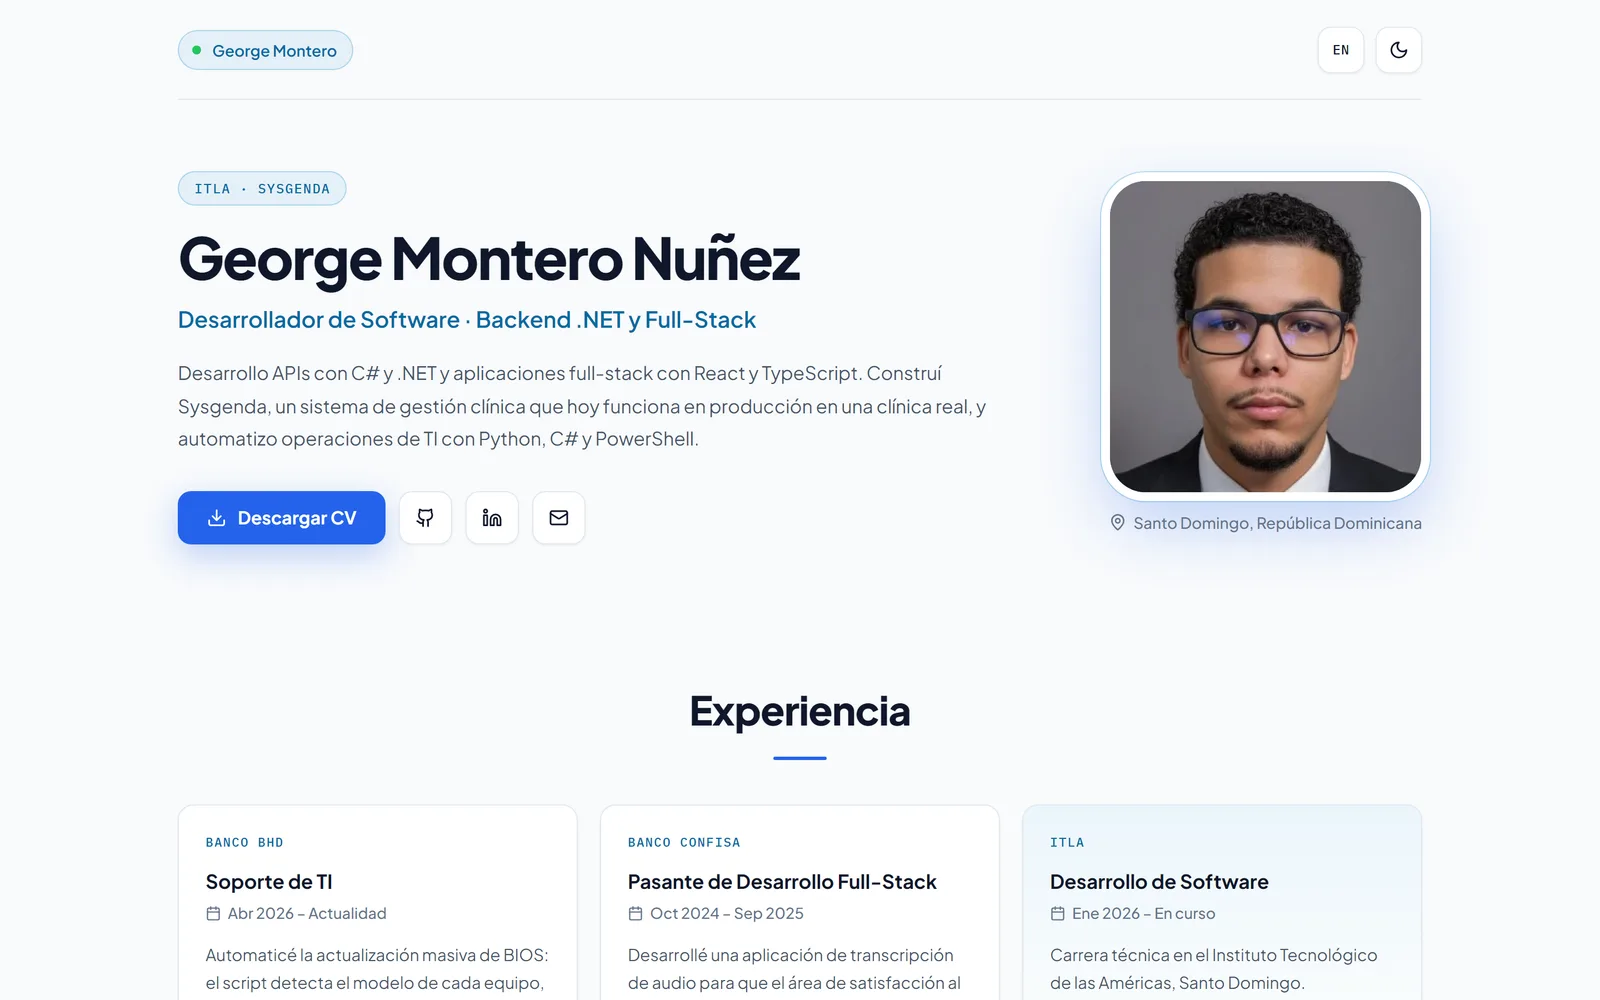 George Montero
EN
ITLA · SYSGENDA
George Montero Nuñez
Desarrollador de Software · Backend .NET y Full-Stack
Desarrollo APIs con C# y .NET y aplicaciones full-stack con React y TypeScript. Construí
Sysgenda, un sistema de gestión clínica que hoy funciona en producción en una clínica real, y
automatizo operaciones de TI con Python, C# y PowerShell.
Descargar CV
Santo Domingo, República Dominicana
Experiencia
BANCO BHD
Soporte de TI
Abr 2026 – Actualidad
Automaticé la actualización masiva de BIOS:
el script detecta el modelo de cada equipo,
BANCO CONFISA
Pasante de Desarrollo Full-Stack
Oct 2024 – Sep 2025
Desarrollé una aplicación de transcripción
de audio para que el área de satisfacción al
ITLA
Desarrollo de Software
Ene 2026 – En curso
Carrera técnica en el Instituto Tecnológico
de las Américas, Santo Domingo.